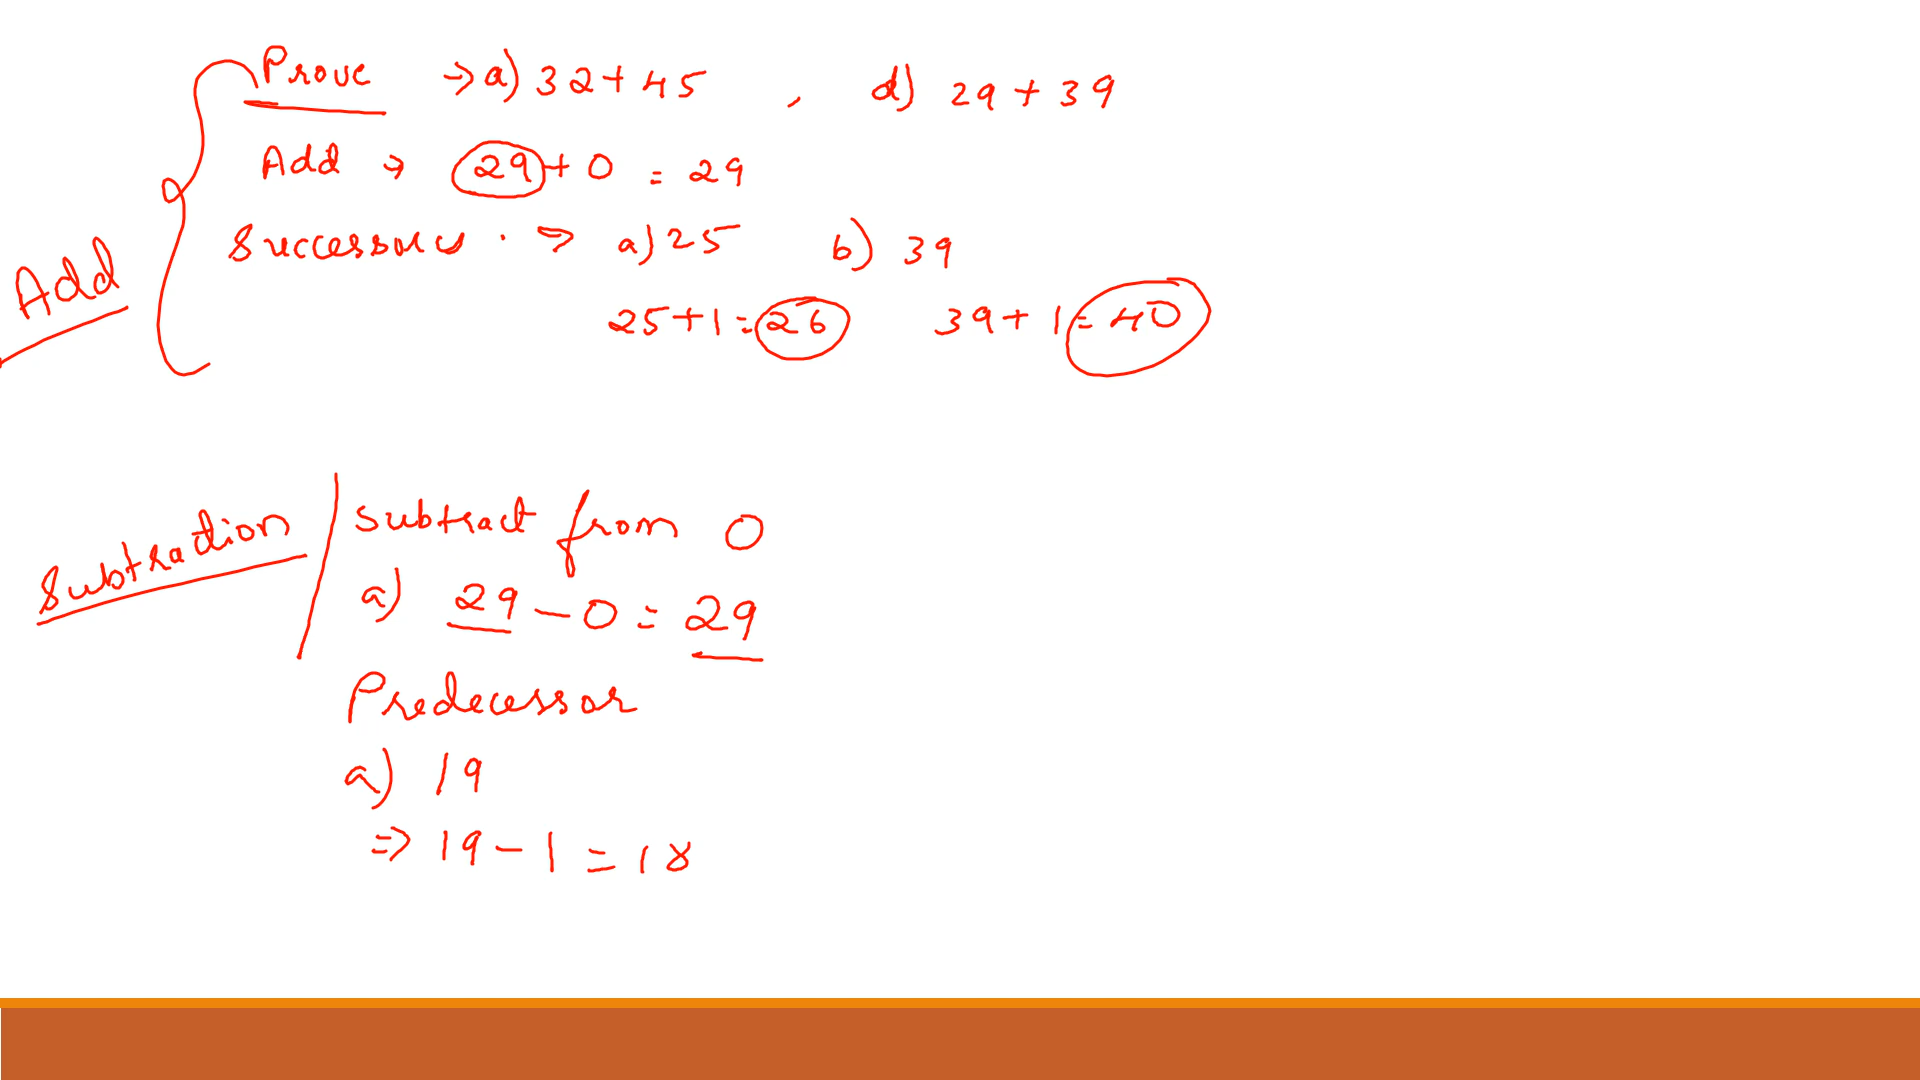 Prove → a) 32 + 45 , d) 29 + 39
Add → 29 + 0 = 29
Successors . ⇒ a) 25 b) 39
25 + 1 = 26 39 + 1 = 40
Add
Subtraction
Subtract from 0
a) 29 - 0 = 29
Predecessor
a) 19
⇒ 19 - 1 = 18